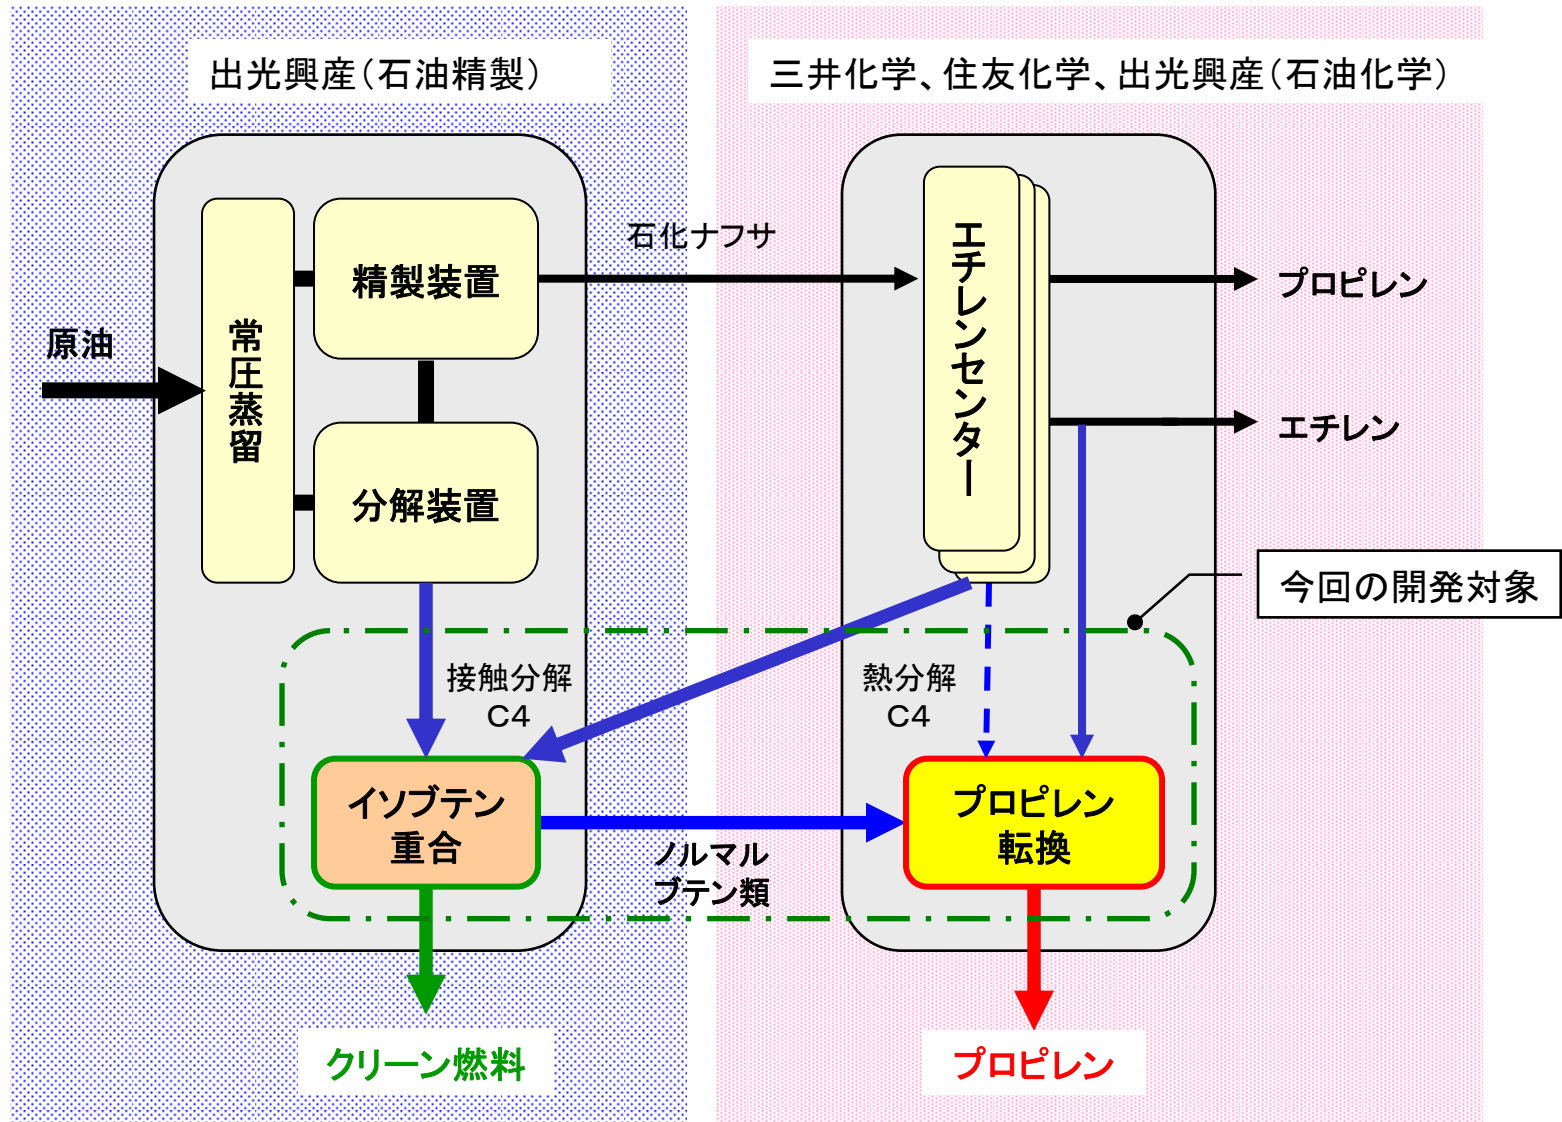 出光興産（石油精製）
三井化学、住友化学、出光興産（石油化学）
石化ナフサ
精製装置
エチレンセンター
プロピレン
原油
常圧蒸留
エチレン
分解装置
今回の開発対象
接触分解
C4
熱分解
C4
イソブテン
重合
プロピレン
転換
ノルマル
ブテン類
クリーン燃料
プロピレン